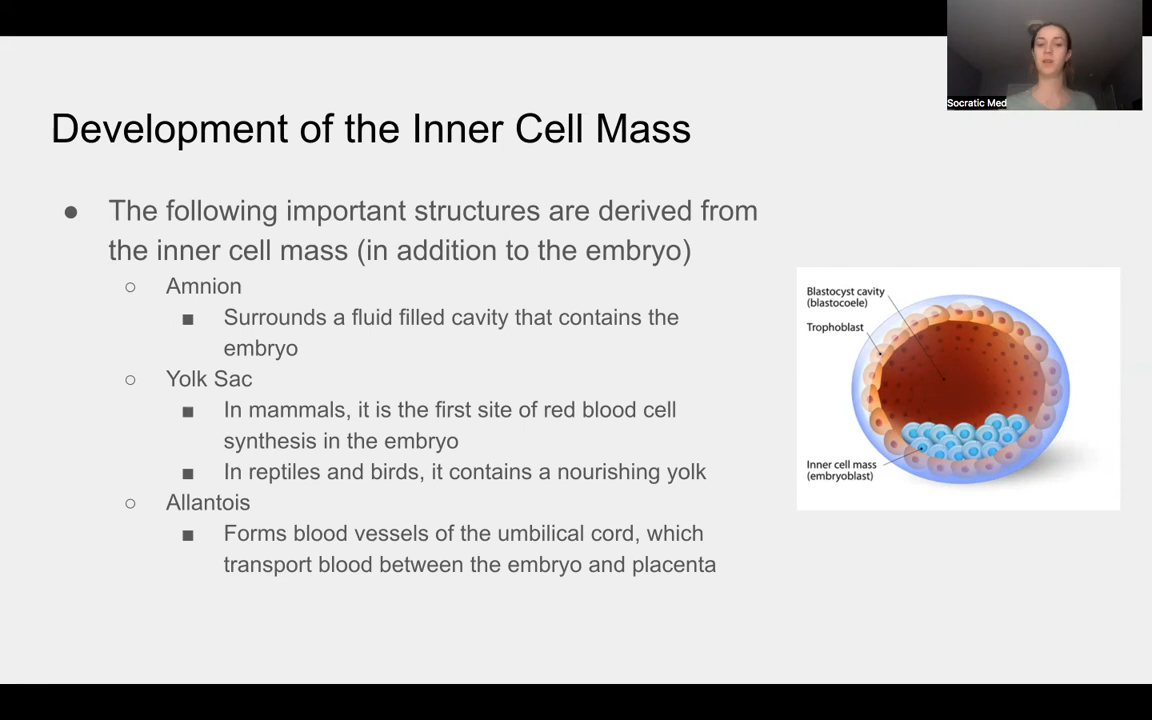 Socratic Med
Development of the Inner Cell Mass
● The following important structures are derived from
the inner cell mass (in addition to the embryo)
○ Amnion
■ Surrounds a fluid filled cavity that contains the
embryo
○ Yolk Sac
■ In mammals, it is the first site of red blood cell
synthesis in the embryo
■ In reptiles and birds, it contains a nourishing yolk
○ Allantois
■ Forms blood vessels of the umbilical cord, which
transport blood between the embryo and placenta
Blastocyst cavity
(blastocoele)
Trophoblast
Inner cell mass
(embryoblast)